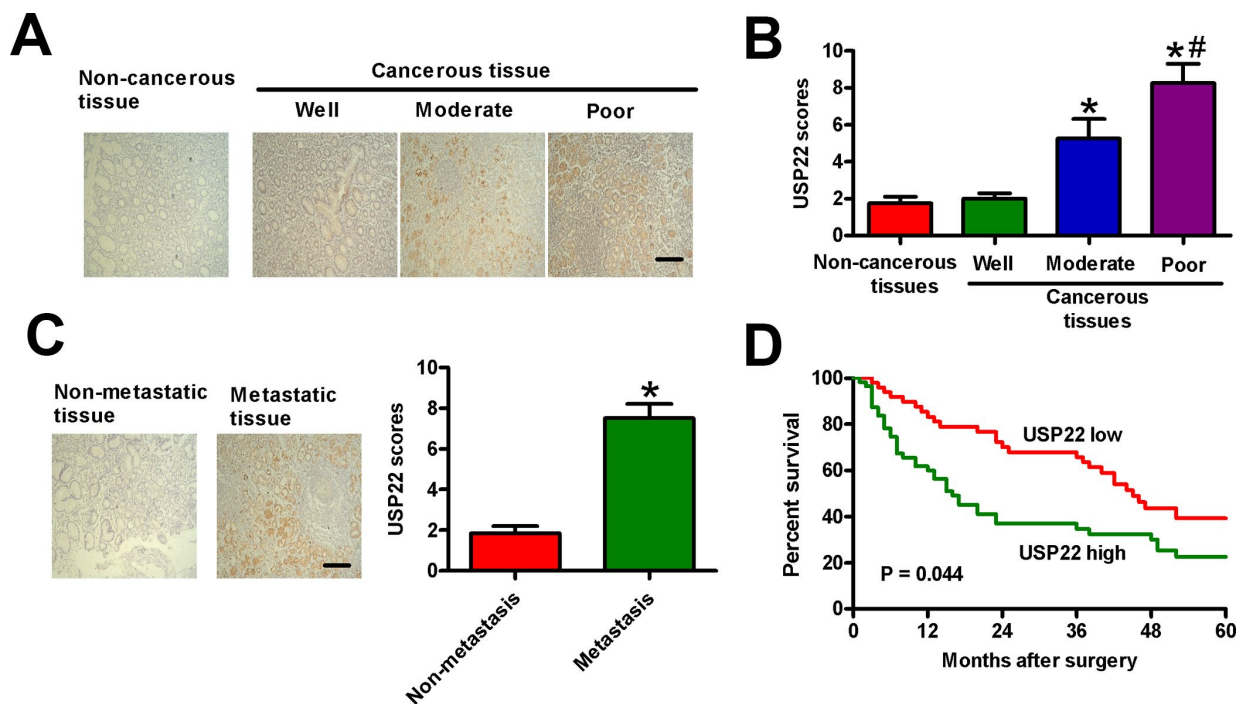 A
Non-cancerous
tissue
Cancerous tissue
Well
Moderate
Poor
B
USP22 scores
10
8
6
4
2
0
*
*#
Non-cancerous
tissues
Well
Moderate
Poor
Cancerous
tissues
C
Non-metastatic
tissue
Metastatic
tissue
USP22 scores
10
8
6
4
2
0
*
Non-metastasis
Metastasis
D
Percent survival
100
80
60
40
20
0
USP22 low
USP22 high
P = 0.044
0
12
24
36
48
60
Months after surgery